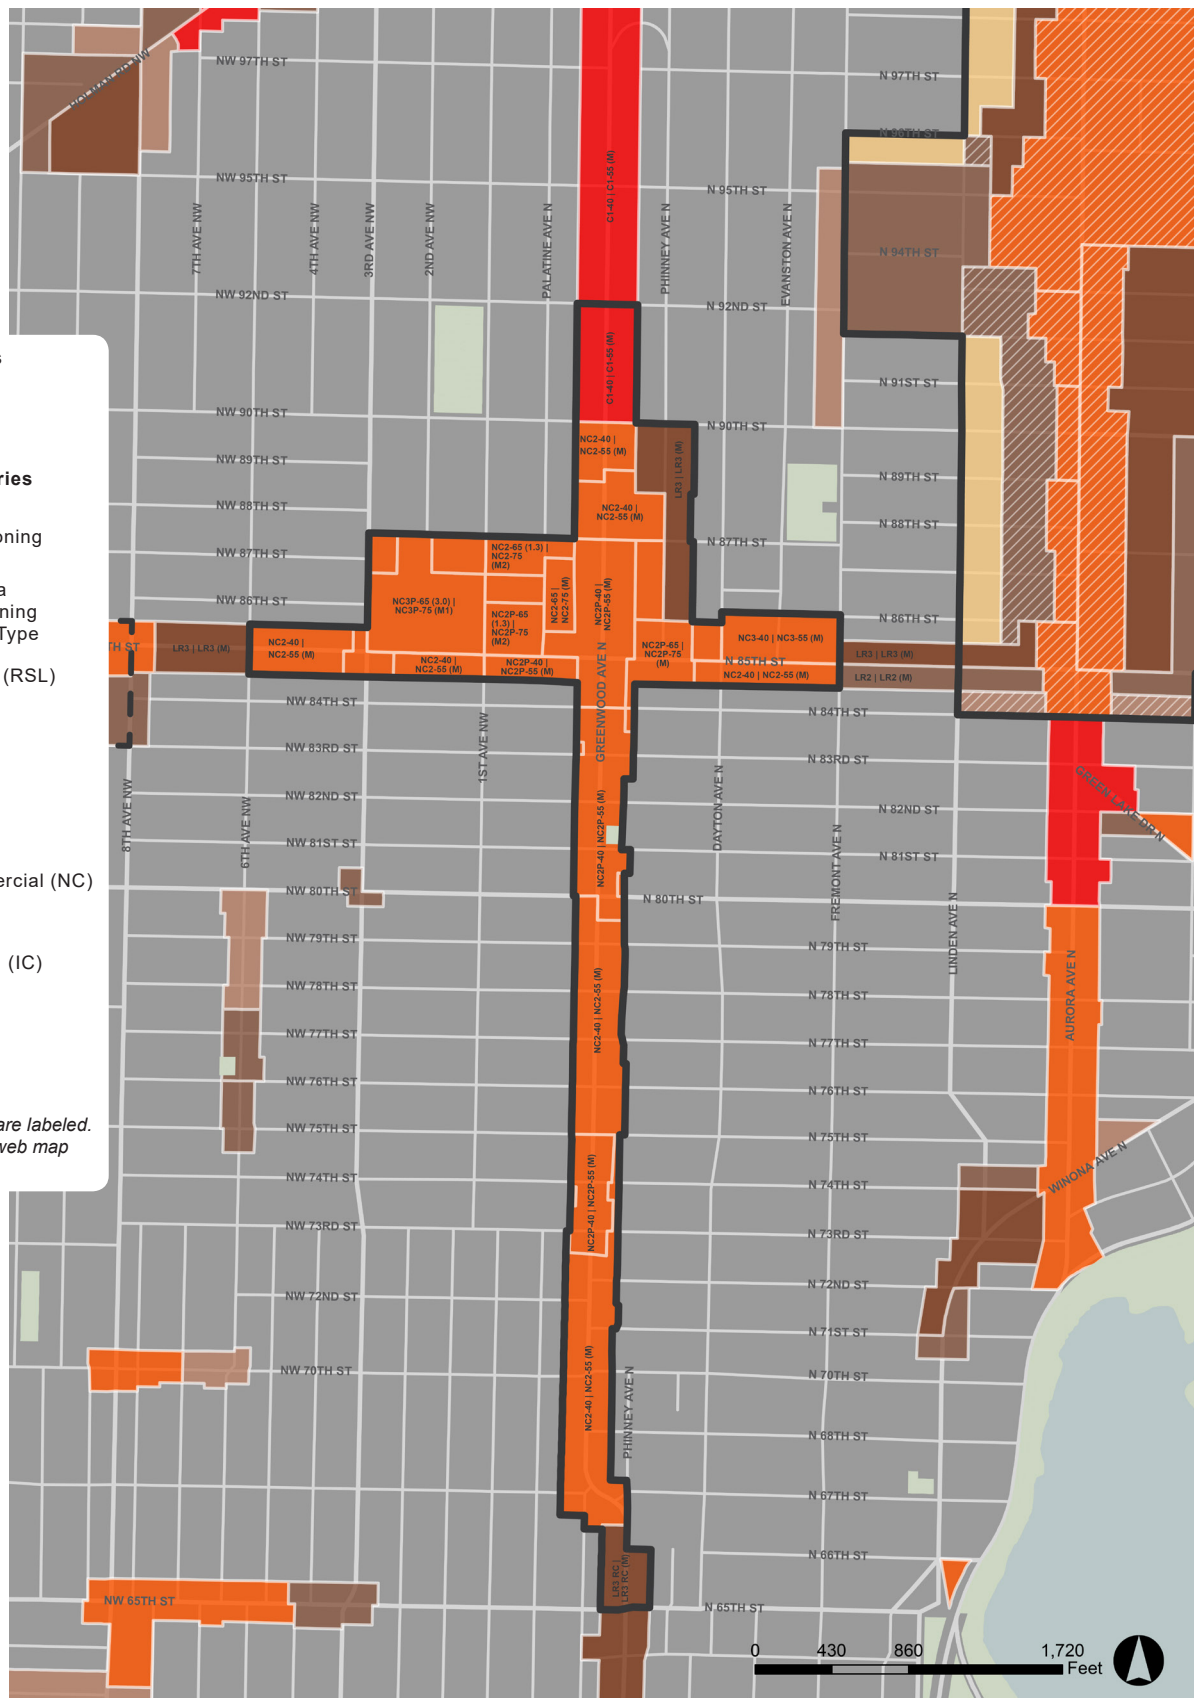 HOLMAN RD NW
NW 97TH ST
N 97TH ST
N 98TH ST
C1-40 | C1-55 (M)
NW 95TH ST
N 95TH ST
7TH AVE NW
4TH AVE NW
3RD AVE NW
2ND AVE NW
PALATINE AVE N
PHINNEY AVE N
EVANSTON AVE N
N 94TH ST
NW 92ND ST
N 92ND ST
C1-40 | C1-55 (M)
N 91ST ST
NW 90TH ST
N 90TH ST
NC2-40 |
NC2-55 (M)
LR3 | LR3 (M)
NW 89TH ST
N 89TH ST
ries
NW 88TH ST
NC2-40 |
NC2-55 (M)
N 88TH ST
oning
NW 87TH ST
NC2-65 (1.3) |
NC2-75
(M2)
N 87TH ST
a
ning
Type
NW 86TH ST
NC3P-65 (3.0) |
NC3P-75 (M1)
NC2P-65
(1.3) |
NC2P-75
(M2)
NC2-65 |
NC2-75 (M)
NC2P-40 |
NC2P-55 (M)
N 86TH ST
(RSL)
TH ST
LR3 | LR3 (M)
NC2-40 |
NC2-55 (M)
NC2-40 |
NC2-55 (M)
NC2P-40 |
NC2P-55 (M)
NC2P-65 |
NC2P-75
(M)
NC3-40 | NC3-55 (M)
N 85TH ST
NC2-40 | NC2-55 (M)
LR3 | LR3 (M)
LR2 | LR2 (M)
GREENWOOD AVE N
NW 84TH ST
N 84TH ST
NW 83RD ST
N 83RD ST
1ST AVE NW
8TH AVE NW
6TH AVE NW
NW 82ND ST
N 82ND ST
DAYTON AVE N
FREMONT AVE N
GREEN LAKE DR N
NC2P-40 | NC2P-55 (M)
NW 81ST ST
N 81ST ST
ercial (NC)
NW 80TH ST
N 80TH ST
LINDEN AVE N
AURORA AVE N
NW 79TH ST
N 79TH ST
(IC)
NW 78TH ST
N 78TH ST
NC2-40 | NC2-55 (M)
NW 77TH ST
N 77TH ST
NW 76TH ST
N 76TH ST
are labeled.
web map
NW 75TH ST
N 75TH ST
NW 74TH ST
N 74TH ST
WINONA AVE N
NC2P-40 | NC2P-55 (M)
NW 73RD ST
N 73RD ST
NW 72ND ST
N 72ND ST
N 71ST ST
NW 70TH ST
N 70TH ST
NC2-40 | NC2-55 (M)
PHINNEY AVE N
N 68TH ST
N 67TH ST
N 66TH ST
LR3 RC |
LR3 RC (M)
NW 65TH ST
N 65TH ST
0 430 860 1,720
Feet